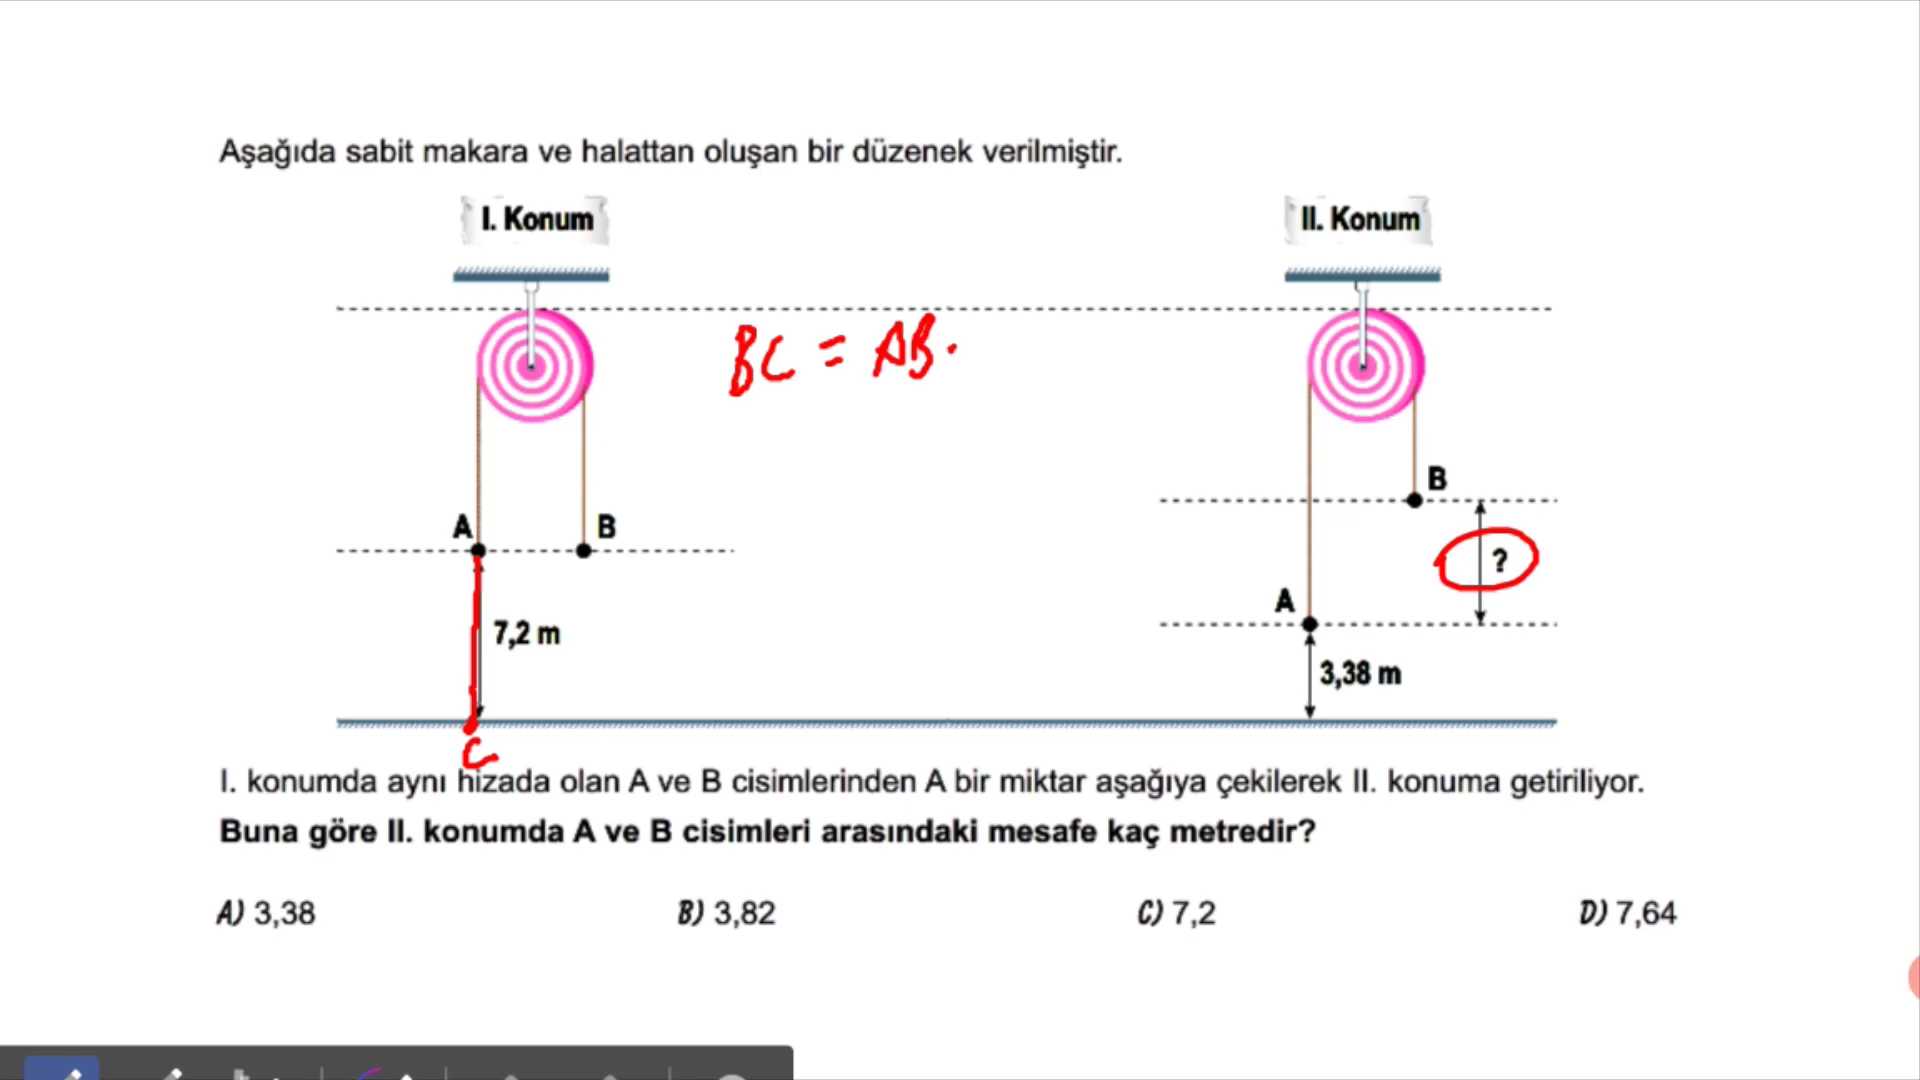 Aşağıda sabit makara ve halattan oluşan bir düzenek verilmiştir.
I. Konum
II. Konum
BC = AB.
A
B
7,2 m
C
B
?
A
3,38 m
I. konumda aynı hizada olan A ve B cisimlerinden A bir miktar aşağıya çekilerek II. konuma getiriliyor.
Buna göre II. konumda A ve B cisimleri arasındaki mesafe kaç metredir?
A) 3,38
B) 3,82
C) 7,2
D) 7,64